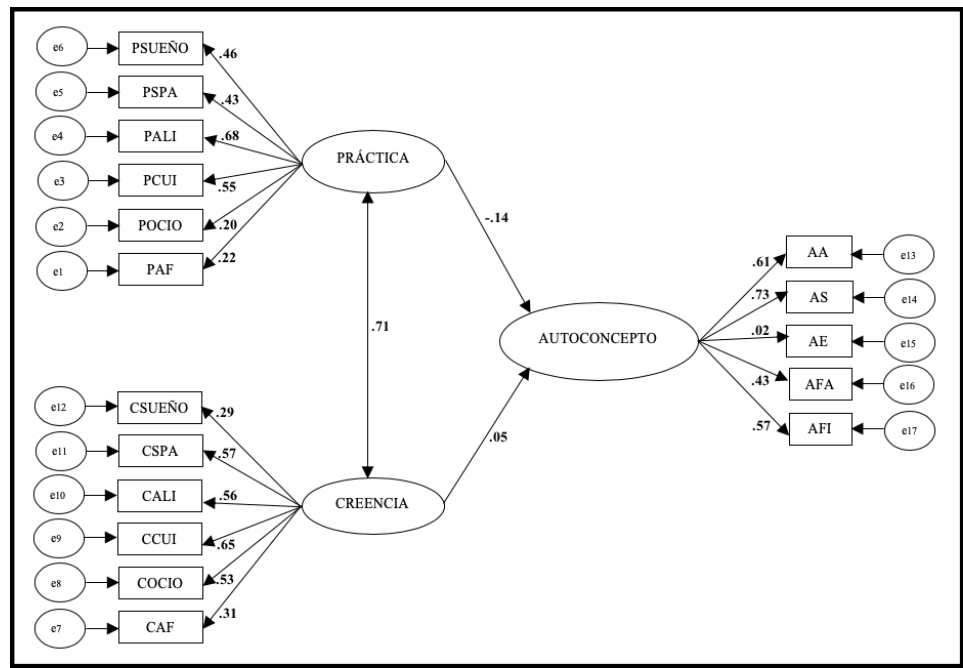 e6 PSUEÑO .46
e5 PSPA .43
e4 PALI .68
e3 PCUI .55
e2 POCIO .20
e1 PAF .22
PRÁCTICA
-.14
.71
AUTOCONCEPTO
.05
CREENCIA
e12 CSUEÑO .29
e11 CSPA .57
e10 CALI .56
e9 CCUI .65
e8 COCIO .53
e7 CAF .31
.61 AA e13
.73 AS e14
.02 AE e15
.43 AFA e16
.57 AFI e17